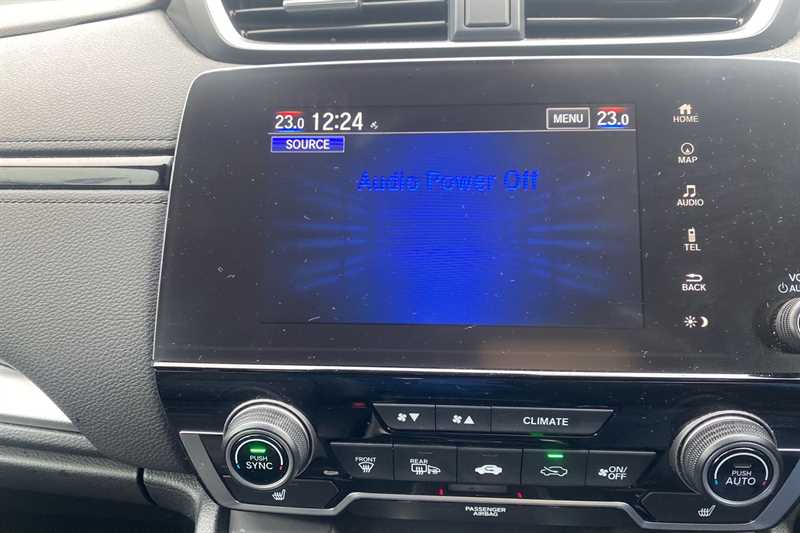 23.0 12:24 MENU 23.0
SOURCE
Audio Power Off
HOME
MAP
AUDIO
TEL
BACK
CLIMATE
PUSH
SYNC
FRONT
REAR
ON/
OFF
PUSH
AUTO
PASSENGER
AIRBAG